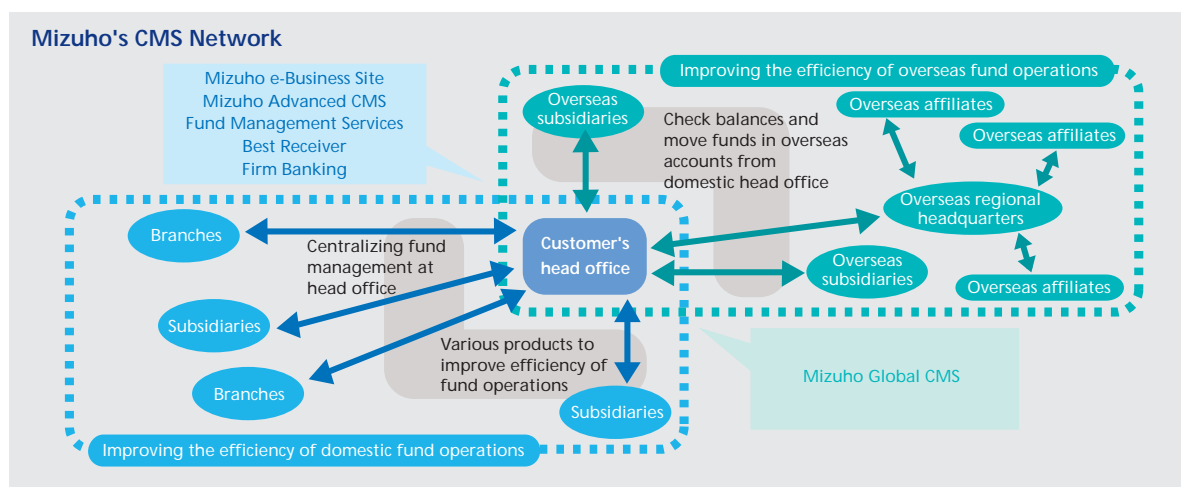 Mizuho's CMS Network
Mizuho e-Business Site
Mizuho Advanced CMS
Fund Management Services
Best Receiver
Firm Banking
Improving the efficiency of overseas fund operations
Overseas
subsidiaries
Check balances and
move funds in overseas
accounts from
domestic head office
Overseas affiliates
Overseas affiliates
Overseas regional
headquarters
Overseas affiliates
Overseas
subsidiaries
Customer's
head office
Branches
Centralizing fund
management at
head office
Subsidiaries
Branches
Various products to
improve efficiency of
fund operations
Subsidiaries
Mizuho Global CMS
Improving the efficiency of domestic fund operations